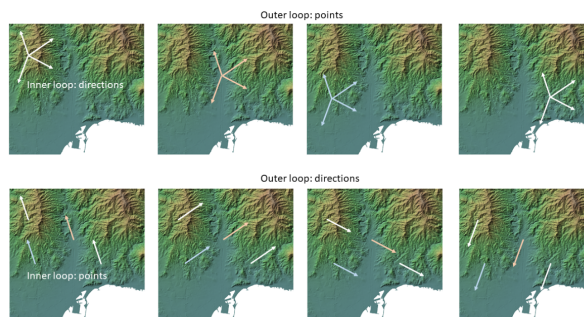 Outer loop: points
Inner loop: directions
Outer loop: directions
Inner loop: points